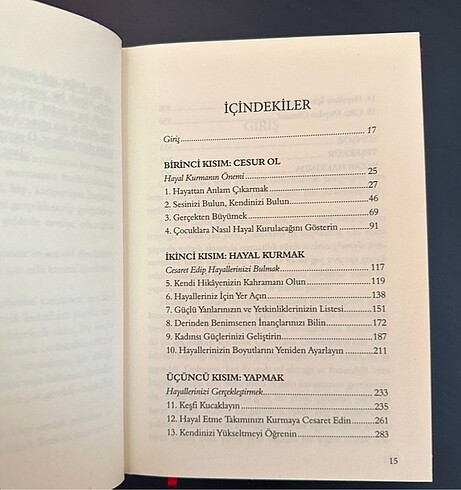 İÇİNDEKİLER
Giriş 17
BİRİNCİ KISIM: CESUR OL
Hayal Kurmanın Önemi 25
1. Hayattan Anlam Çıkarmak 27
2. Sesinizi Bulun, Kendinizi Bulun 46
3. Gerçekten Büyümek 69
4. Çocuklara Nasıl Hayal Kurulacağını Gösterin 91
İKİNCİ KISIM: HAYAL KURMAK
Cesaret Edip Hayallerinizi Bulmak 117
5. Kendi Hikâyenizin Kahramanı Olun 119
6. Hayalleriniz İçin Yer Açın 138
7. Güçlü Yanlarınızın ve Yetkinliklerinizin Listesi 151
8. Derinden Benimsenen İnançlarınızı Bilin 172
9. Kadınsı Güçlerinizi Geliştirin 187
10. Hayallerinizin Boyutlarını Yeniden Ayarlayın 211
ÜÇÜNCÜ KISIM: YAPMAK
Hayallerinizi Gerçekleştirmek 233
11. Keşfi Kucaklayın 235
12. Hayal Etme Takımınızı Kurmaya Cesaret Edin 261
13. Kendinizi Yükseltmeyi Öğrenin 283
15